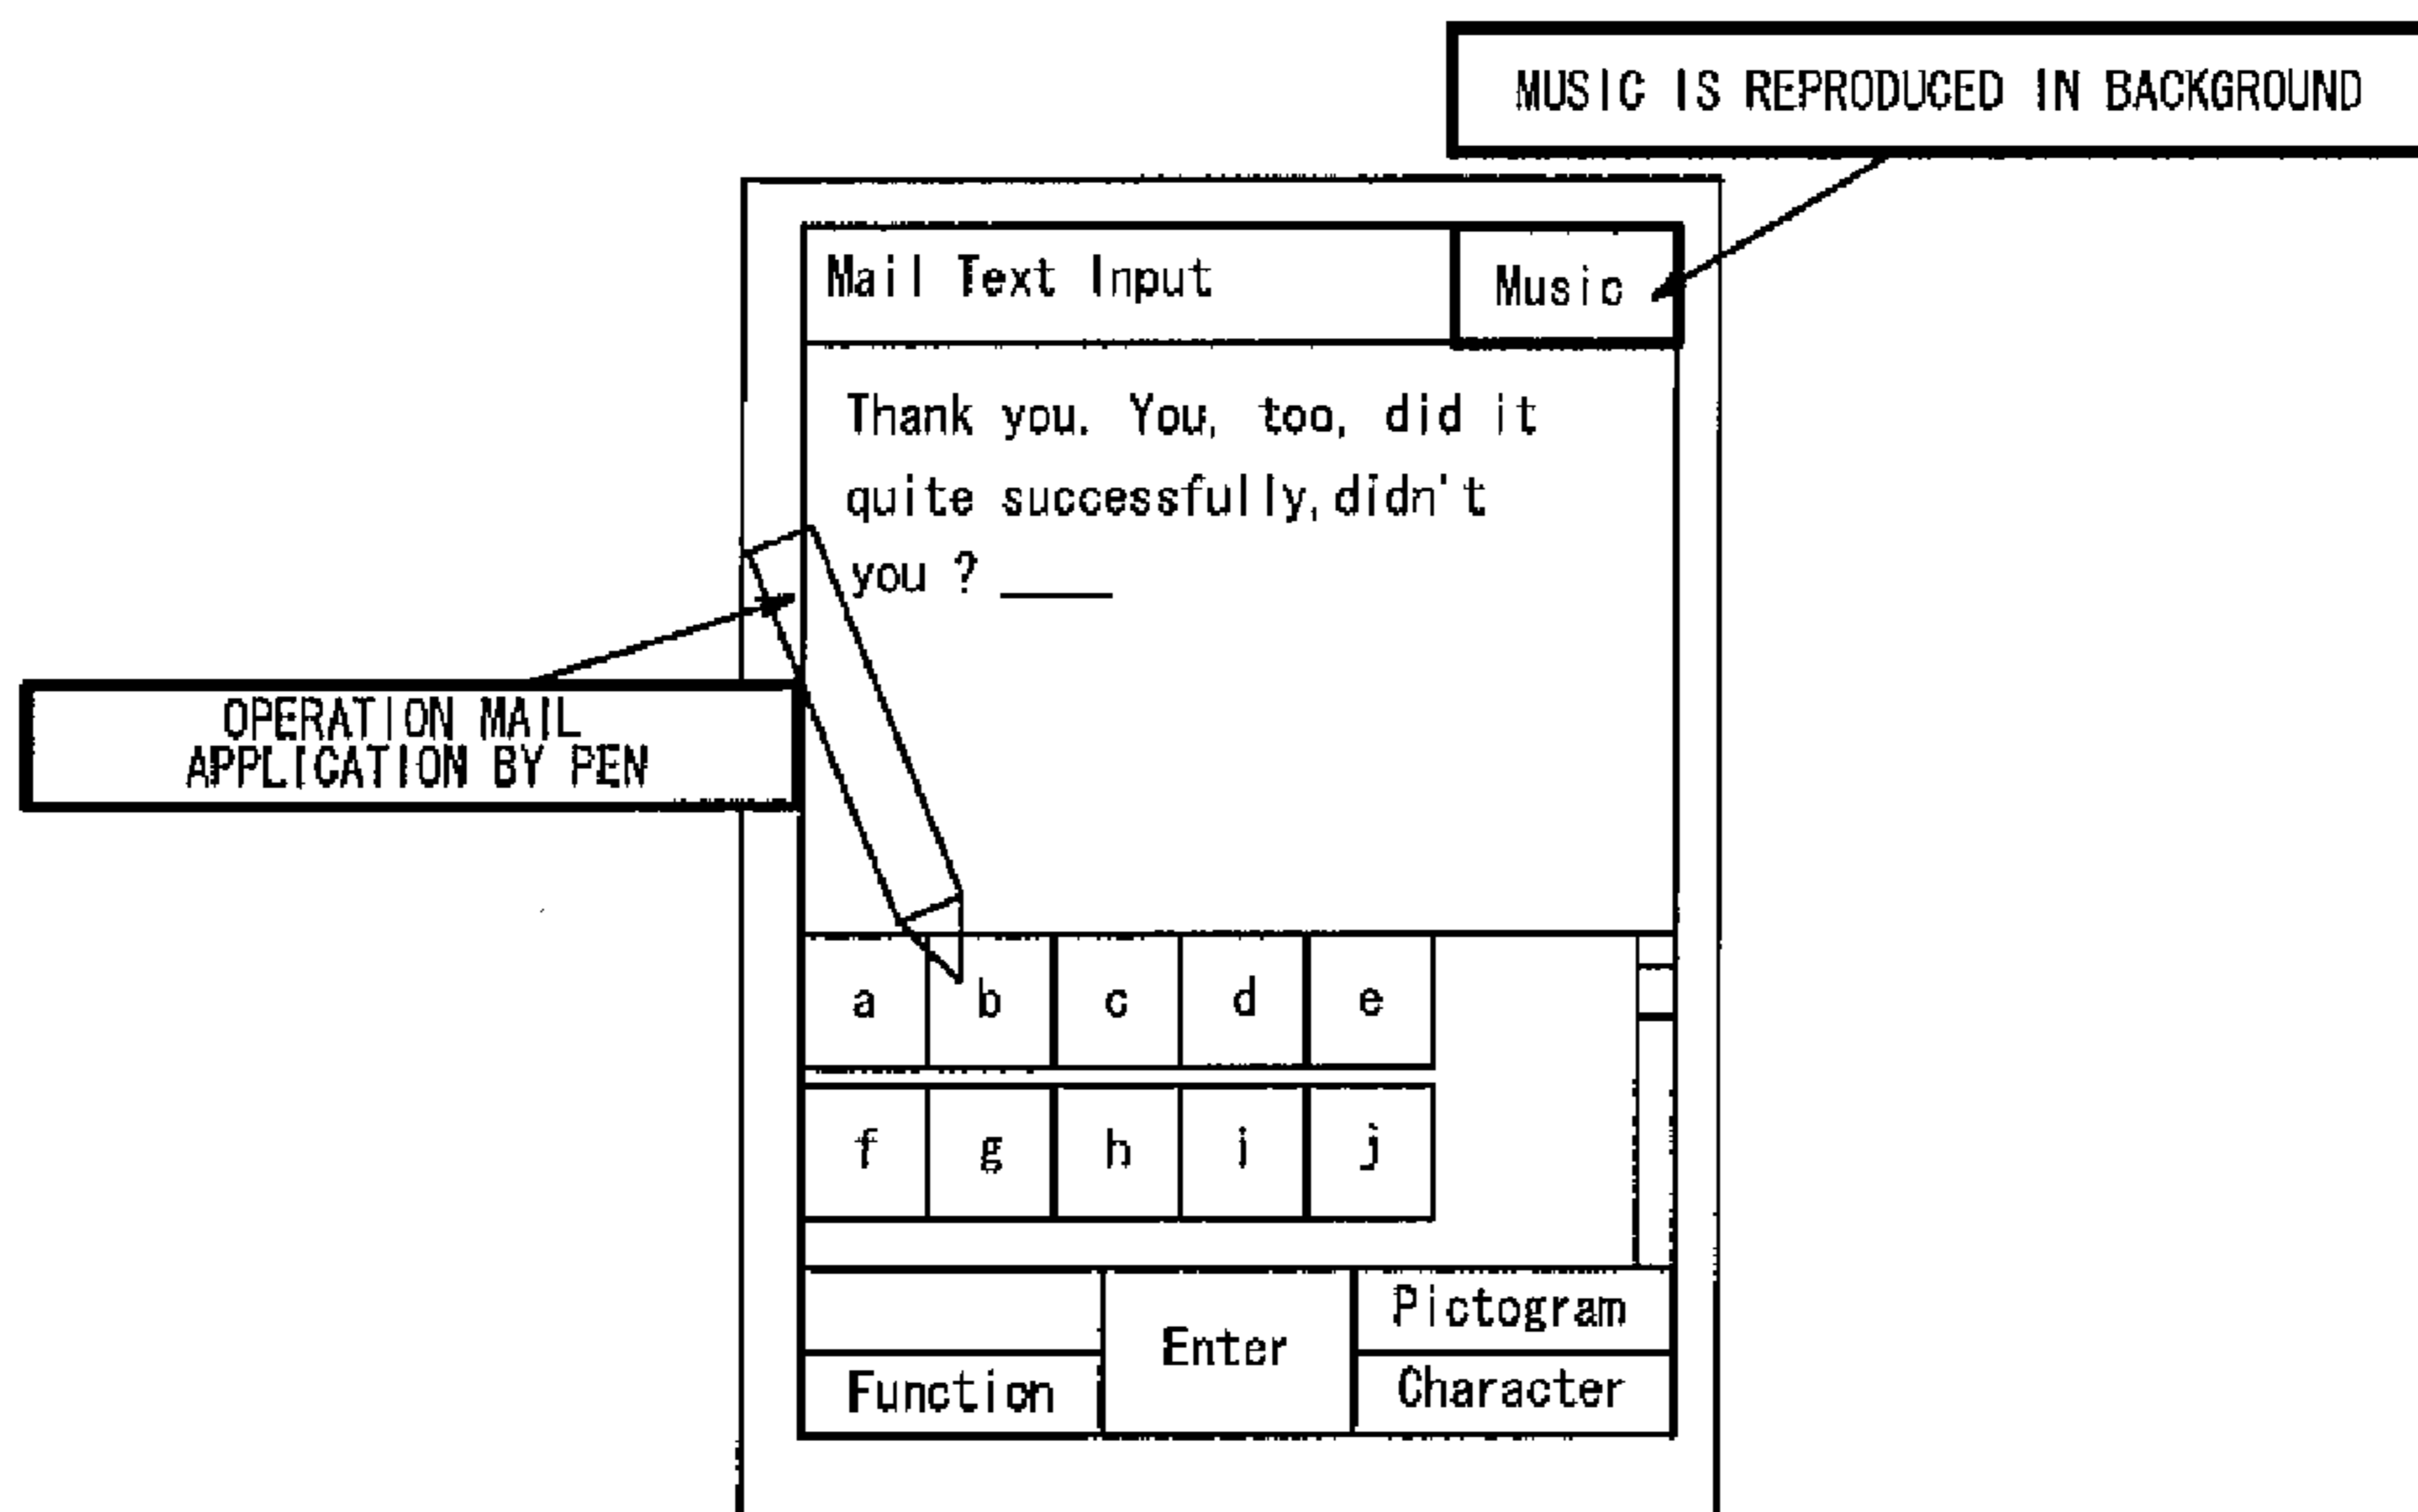 MUSIC IS REPRODUCED IN BACKGROUND
Mail Text Input
Music
Thank you. You, too, did it
quite successfully, didn't
you ?
OPERATION MAIL
APPLICATION BY PEN
a b c d e
f g h i j
Pictogram
Enter
Function
Character